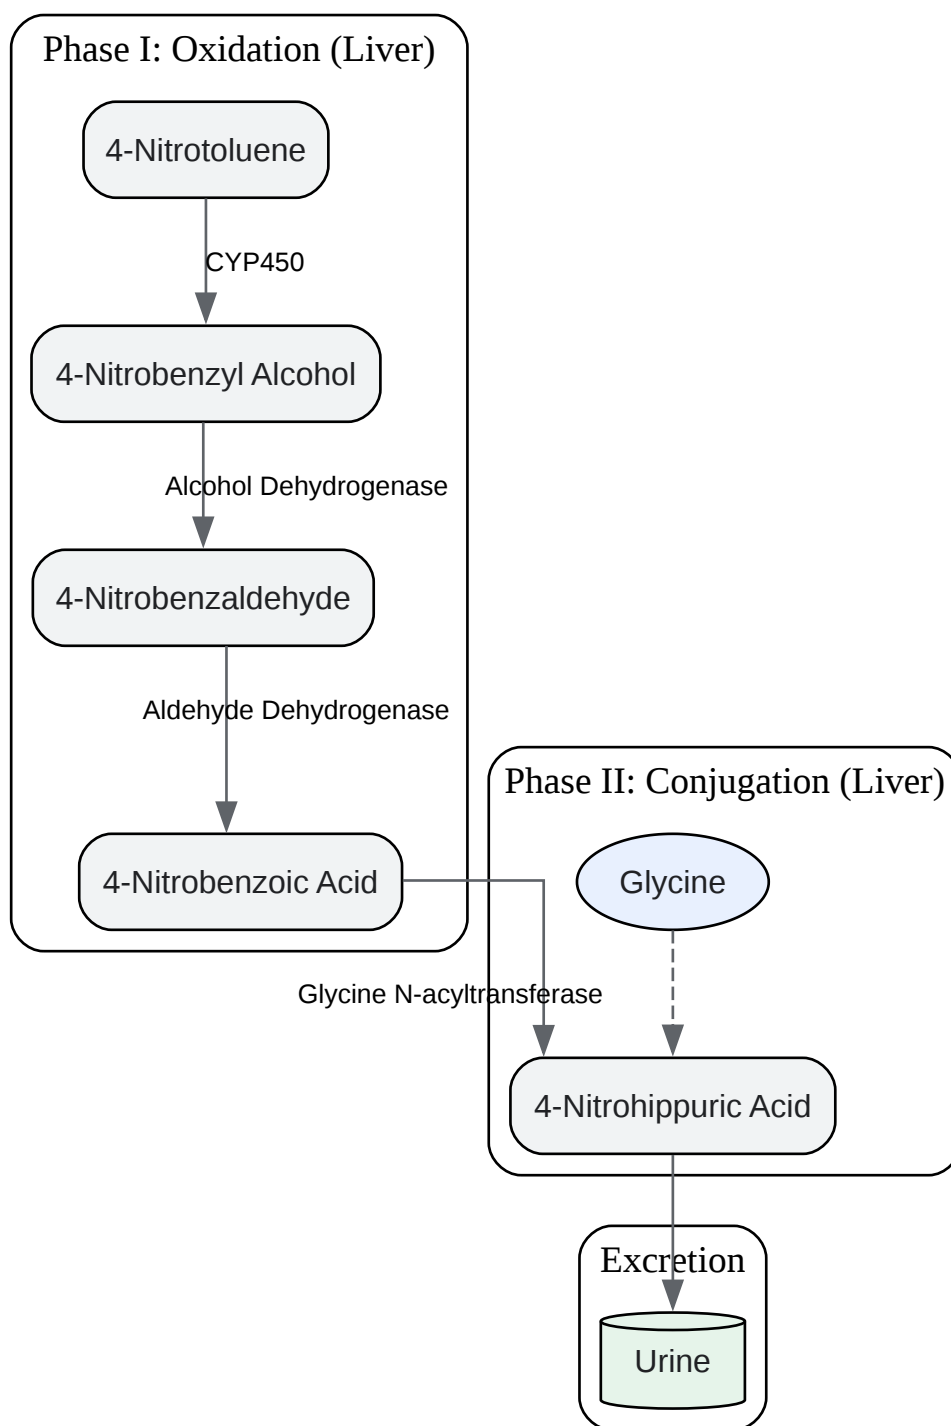 Phase I: Oxidation (Liver)
4-Nitrotoluene
CYP450
4-Nitrobenzyl Alcohol
Alcohol Dehydrogenase
4-Nitrobenzaldehyde
Aldehyde Dehydrogenase
4-Nitrobenzoic Acid
Phase II: Conjugation (Liver)
Glycine
Glycine N-acyltransferase
4-Nitrohippuric Acid
Excretion
Urine